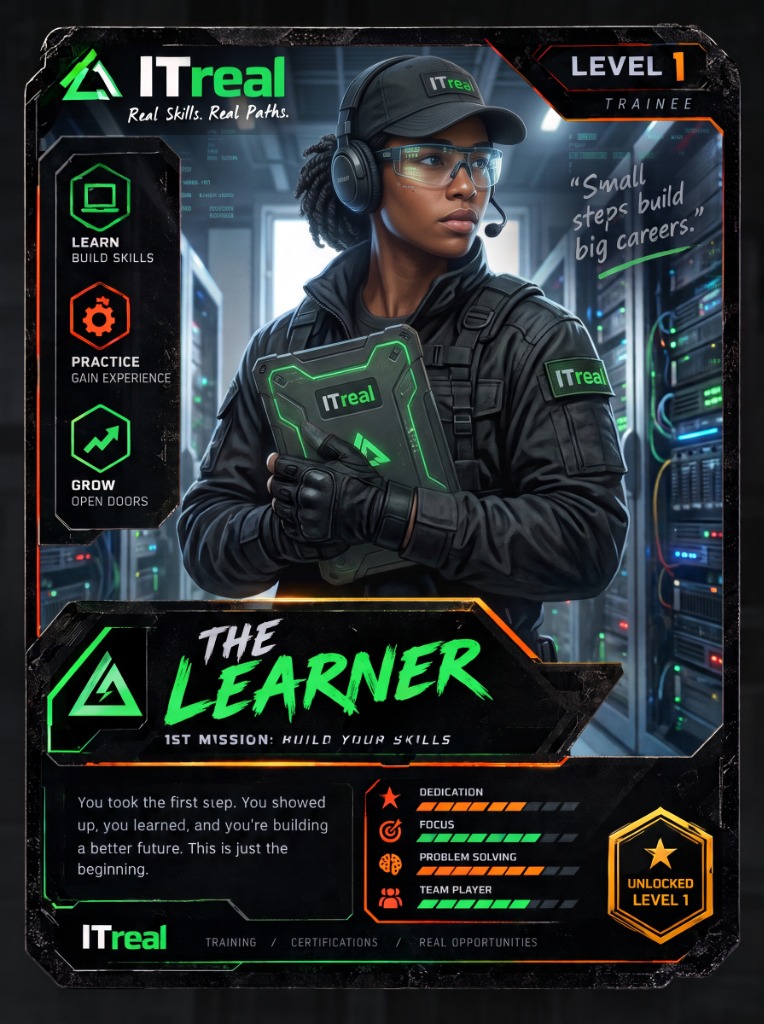 ITreal
Real Skills. Real Paths.
LEVEL 1
TRAINEE
ITreal
"Small
steps build
big careers."
LEARN
BUILD SKILLS
PRACTICE
GAIN EXPERIENCE
GROW
OPEN DOORS
ITreal
ITreal
THE
LEARNER
1ST MISSION: BUILD YOUR SKILLS
You took the first step. You showed
up, you learned, and you're building
a better future. This is just the
beginning.
DEDICATION
FOCUS
PROBLEM SOLVING
TEAM PLAYER
UNLOCKED
LEVEL 1
ITreal
TRAINING / CERTIFICATIONS / REAL OPPORTUNITIES